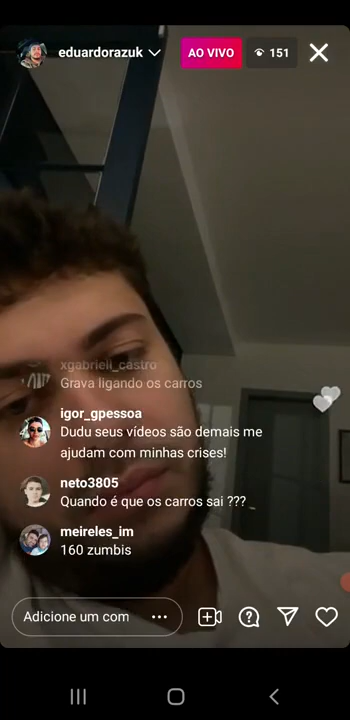 eduardorazuk
AO VIVO
151
xgabrieli_castro
Grava ligando os carros
igor_gpessoa
Dudu seus vídeos são demais me
ajudam com minhas crises!
neto3805
Quando é que os carros sai ???
meireles_im
160 zumbis
Adicione um com